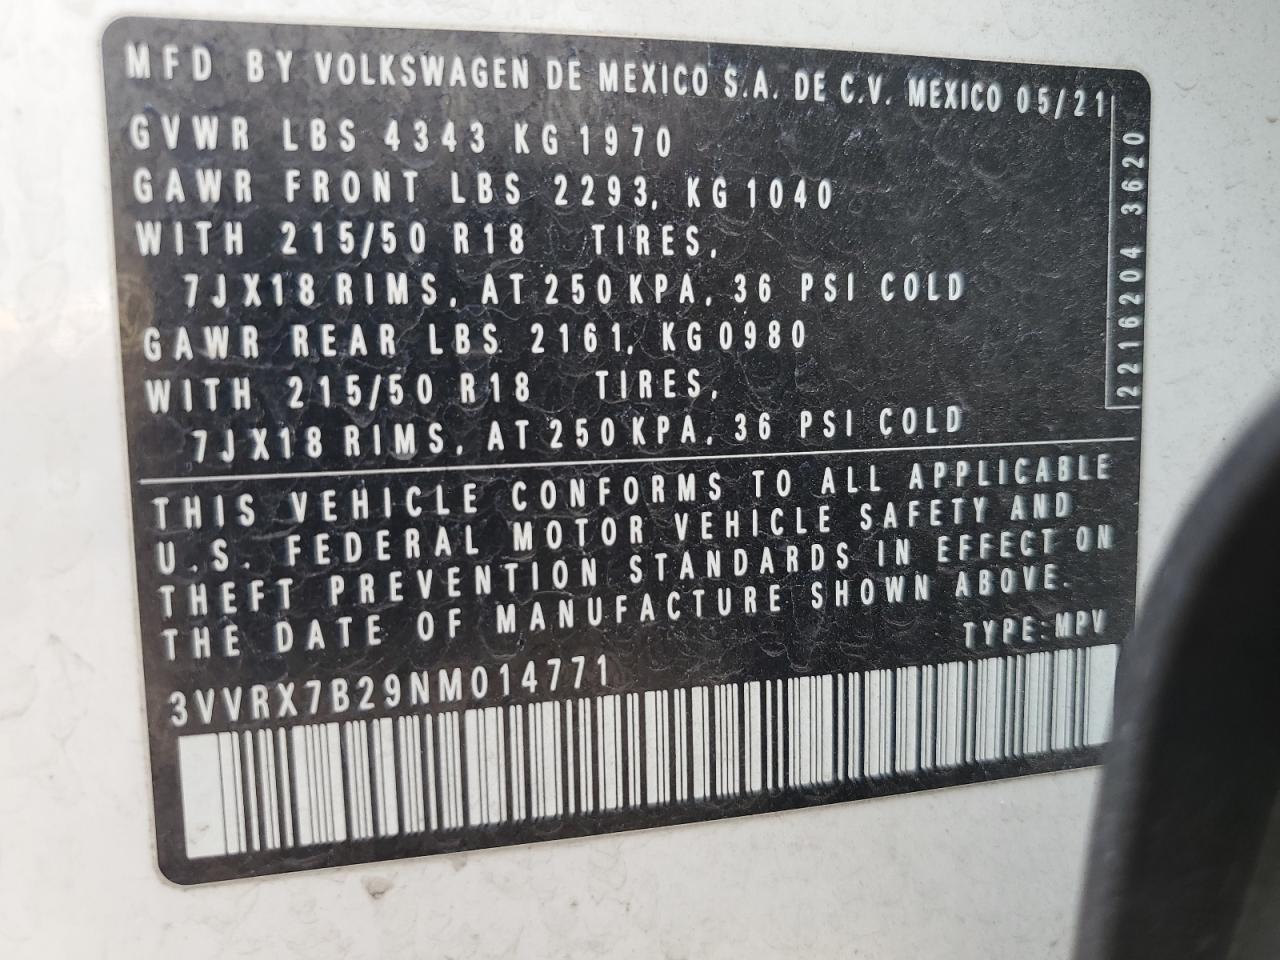 MFD BY VOLKSWAGEN DE MEXICO S.A. DE C.V. MEXICO 05/21
GVWR LBS 4343 KG 1970
GAWR FRONT LBS 2293, KG 1040
WITH 215/50 R18 TIRES,
7JX18 RIMS, AT 250 KPA, 36 PSI COLD
GAWR REAR LBS 2161, KG 0980
WITH 215/50 R18 TIRES,
7JX18 RIMS, AT 250 KPA, 36 PSI COLD
2216204 3620
THIS VEHICLE CONFORMS TO ALL APPLICABLE
U.S. FEDERAL MOTOR VEHICLE SAFETY AND
THEFT PREVENTION STANDARDS IN EFFECT ON
THE DATE OF MANUFACTURE SHOWN ABOVE.
TYPE: MPV
3VVRX7B29NM014771